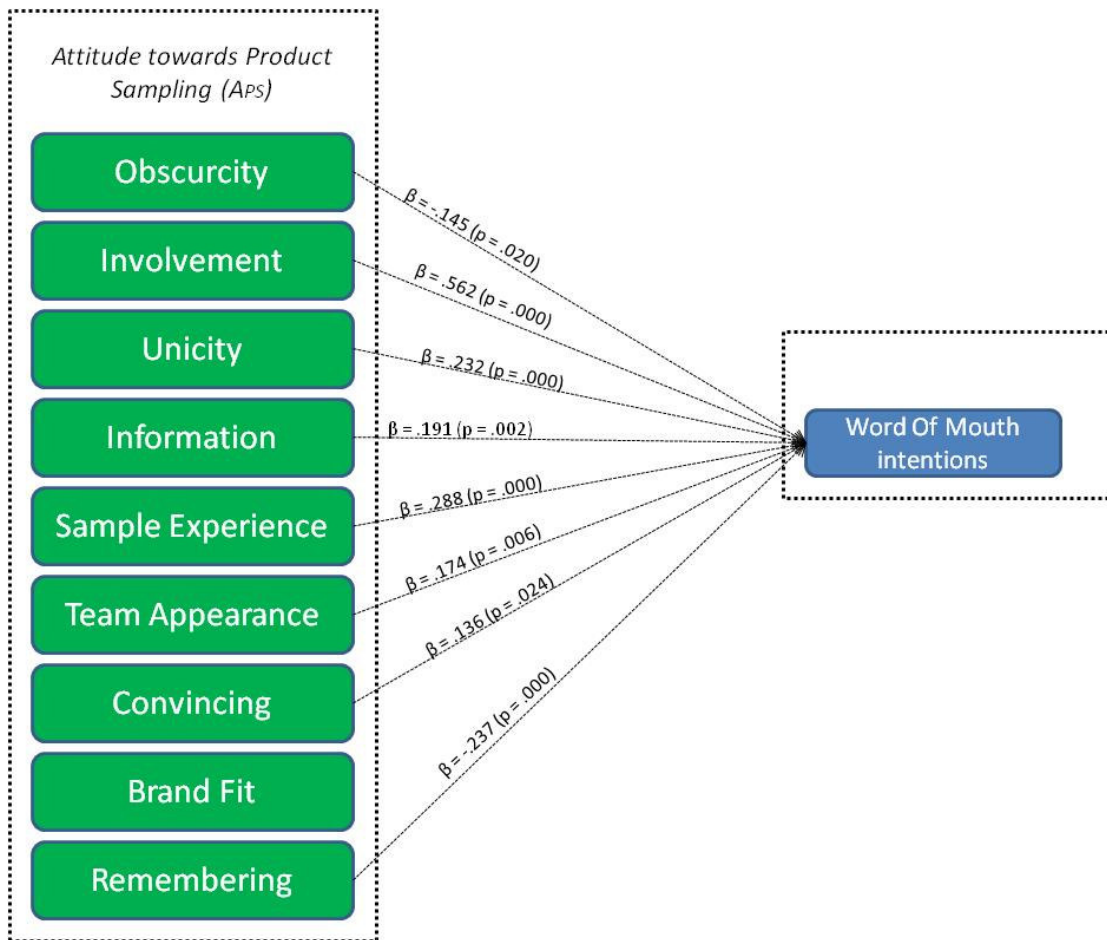 Attitude towards Product
Sampling (APS)
Obscurcity
Involvement
Unicity
Information
Sample Experience
Team Appearance
Convincing
Brand Fit
Remembering
β = -.145 (p = .020)
β = .562 (p = .000)
β = .232 (p = .000)
β = .191 (p = .002)
β = .288 (p = .000)
β = .174 (p = .006)
β = .136 (p = .024)
β = -.237 (p = .000)
Word Of Mouth
intentions